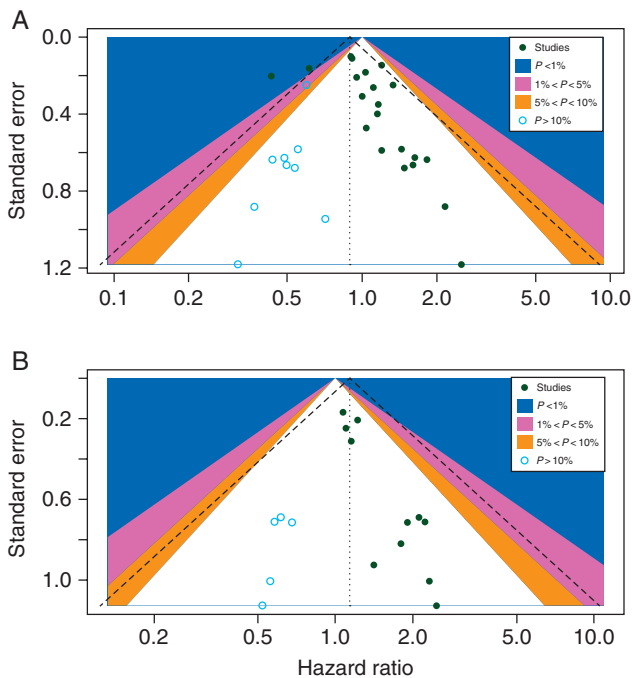 A
Standard error
0.0
0.4
0.8
1.2
0.1
0.2
0.5
1.0
2.0
5.0
10.0
Studies
P <1%
1% < P < 5%
5% < P < 10%
P > 10%
B
Standard error
0.2
0.6
1.0
0.2
0.5
1.0
2.0
5.0
10.0
Studies
P <1%
1% < P < 5%
5% < P < 10%
P > 10%
Hazard ratio